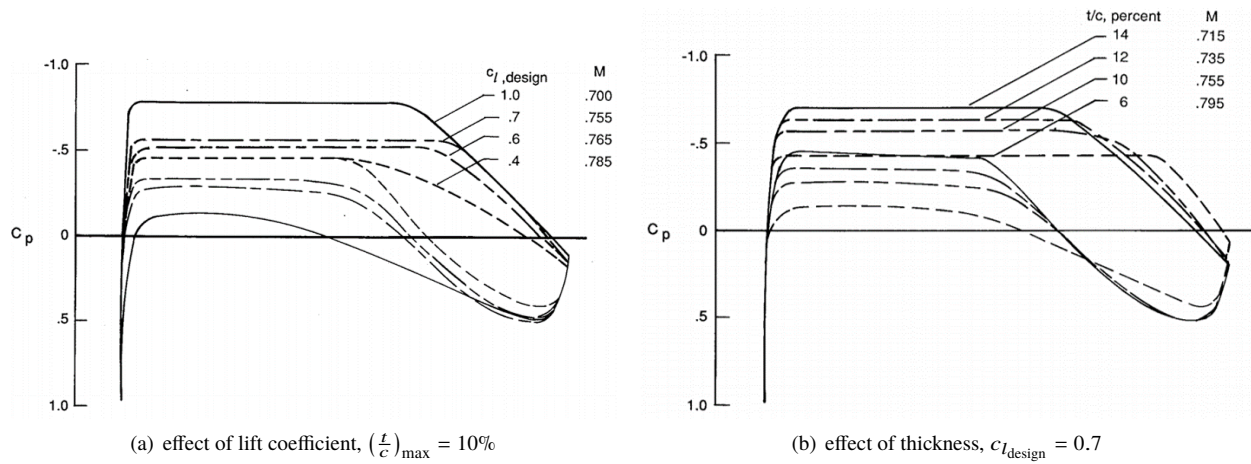 c_l,design M
1.0 .700
.7 .755
.6 .765
.4 .785
-1.0
-.5
C_p 0
.5
1.0
(a) effect of lift coefficient, (t/c)_max = 10%
t/c, percent M
14 .715
12 .735
10 .755
6 .795
-1.0
-.5
C_p 0
.5
1.0
(b) effect of thickness, c_l_design = 0.7